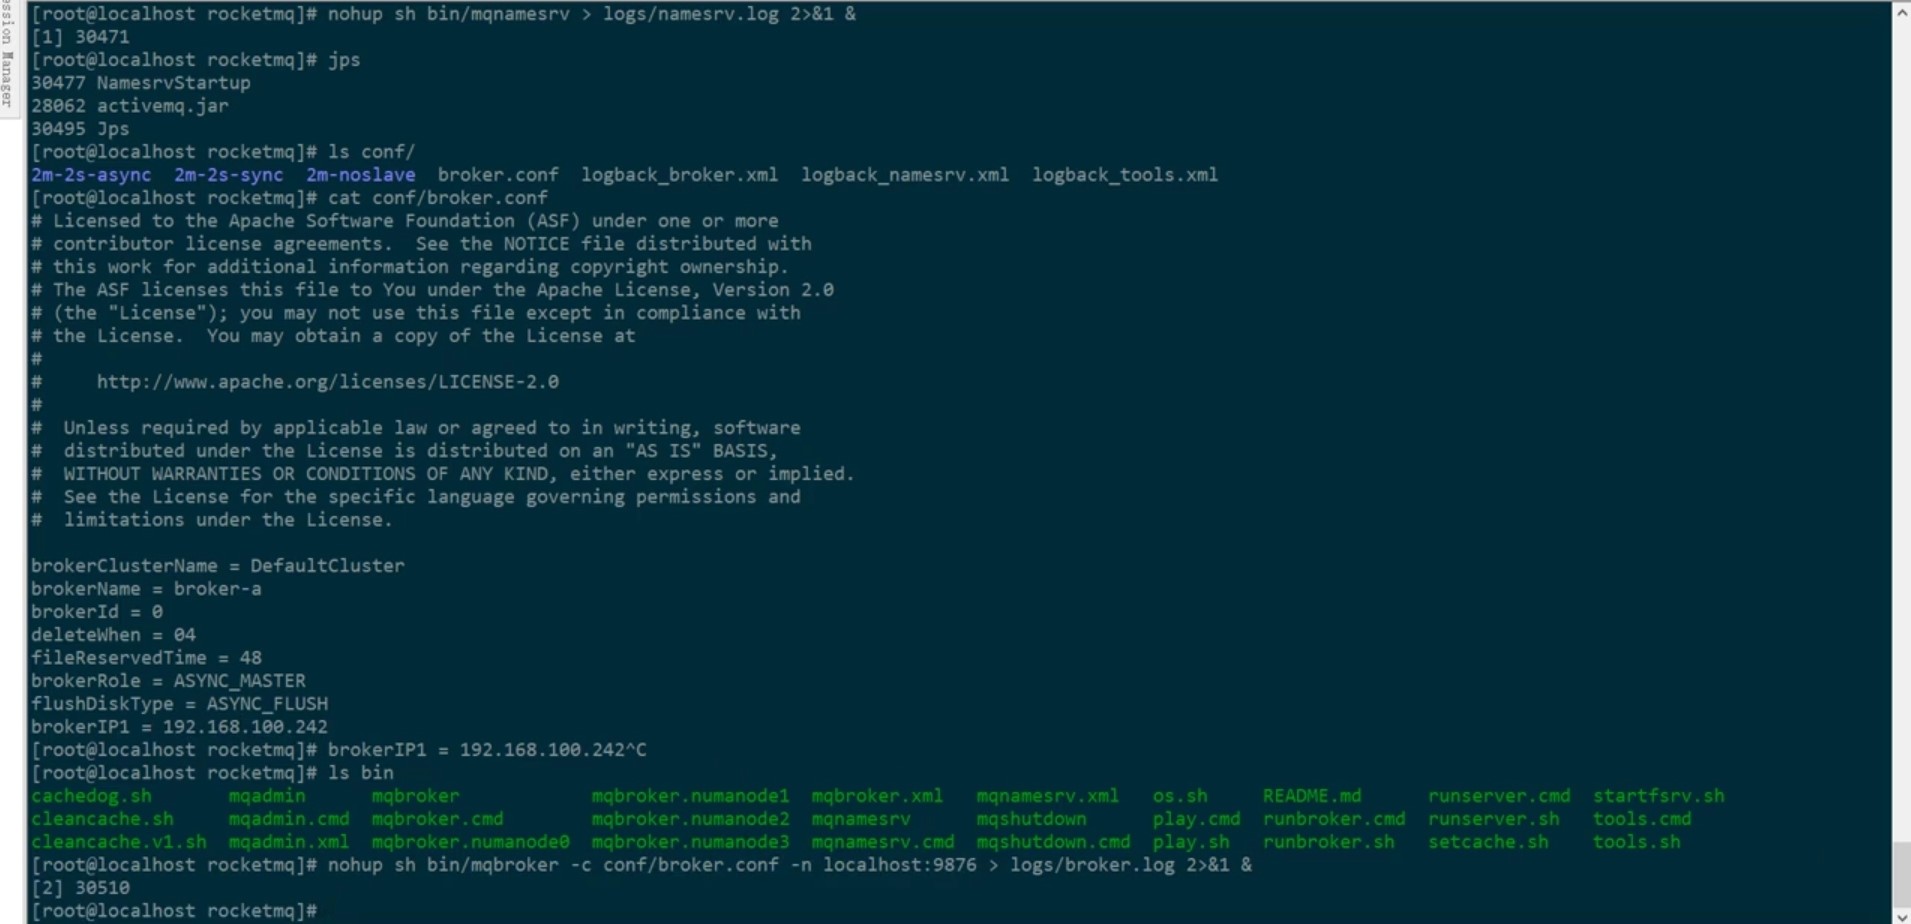 ssion Manager
[root@localhost rocketmq]# nohup sh bin/mqnamesrv > logs/namesrv.log 2>&1 &
[1] 30471
[root@localhost rocketmq]# jps
30477 NamesrvStartup
28062 activemq.jar
30495 Jps
[root@localhost rocketmq]# ls conf/
2m-2s-async  2m-2s-sync  2m-noslave  broker.conf  logback_broker.xml  logback_namesrv.xml  logback_tools.xml
[root@localhost rocketmq]# cat conf/broker.conf
# Licensed to the Apache Software Foundation (ASF) under one or more
# contributor license agreements.  See the NOTICE file distributed with
# this work for additional information regarding copyright ownership.
# The ASF licenses this file to You under the Apache License, Version 2.0
# (the "License"); you may not use this file except in compliance with
# the License.  You may obtain a copy of the License at
#
#     http://www.apache.org/licenses/LICENSE-2.0
#
#  Unless required by applicable law or agreed to in writing, software
#  distributed under the License is distributed on an "AS IS" BASIS,
#  WITHOUT WARRANTIES OR CONDITIONS OF ANY KIND, either express or implied.
#  See the License for the specific language governing permissions and
#  limitations under the License.
brokerClusterName = DefaultCluster
brokerName = broker-a
brokerId = 0
deleteWhen = 04
fileReservedTime = 48
brokerRole = ASYNC_MASTER
flushDiskType = ASYNC_FLUSH
brokerIP1 = 192.168.100.242
[root@localhost rocketmq]# brokerIP1 = 192.168.100.242^C
[root@localhost rocketmq]# ls bin
cachedog.sh       mqadmin      mqbroker            mqbroker.numanode1  mqbroker.xml    mqnamesrv.xml   os.sh     README.md      runserver.cmd  startfsrv.sh
cleancache.sh     mqadmin.cmd  mqbroker.cmd        mqbroker.numanode2  mqnamesrv       mqshutdown      play.cmd  runbroker.cmd  runserver.sh   tools.cmd
cleancache.v1.sh  mqadmin.xml  mqbroker.numanode0  mqbroker.numanode3  mqnamesrv.cmd  mqshutdown.cmd  play.sh   runbroker.sh   setcache.sh    tools.sh
[root@localhost rocketmq]# nohup sh bin/mqbroker -c conf/broker.conf -n localhost:9876 > logs/broker.log 2>&1 &
[2] 30510
[root@localhost rocketmq]#